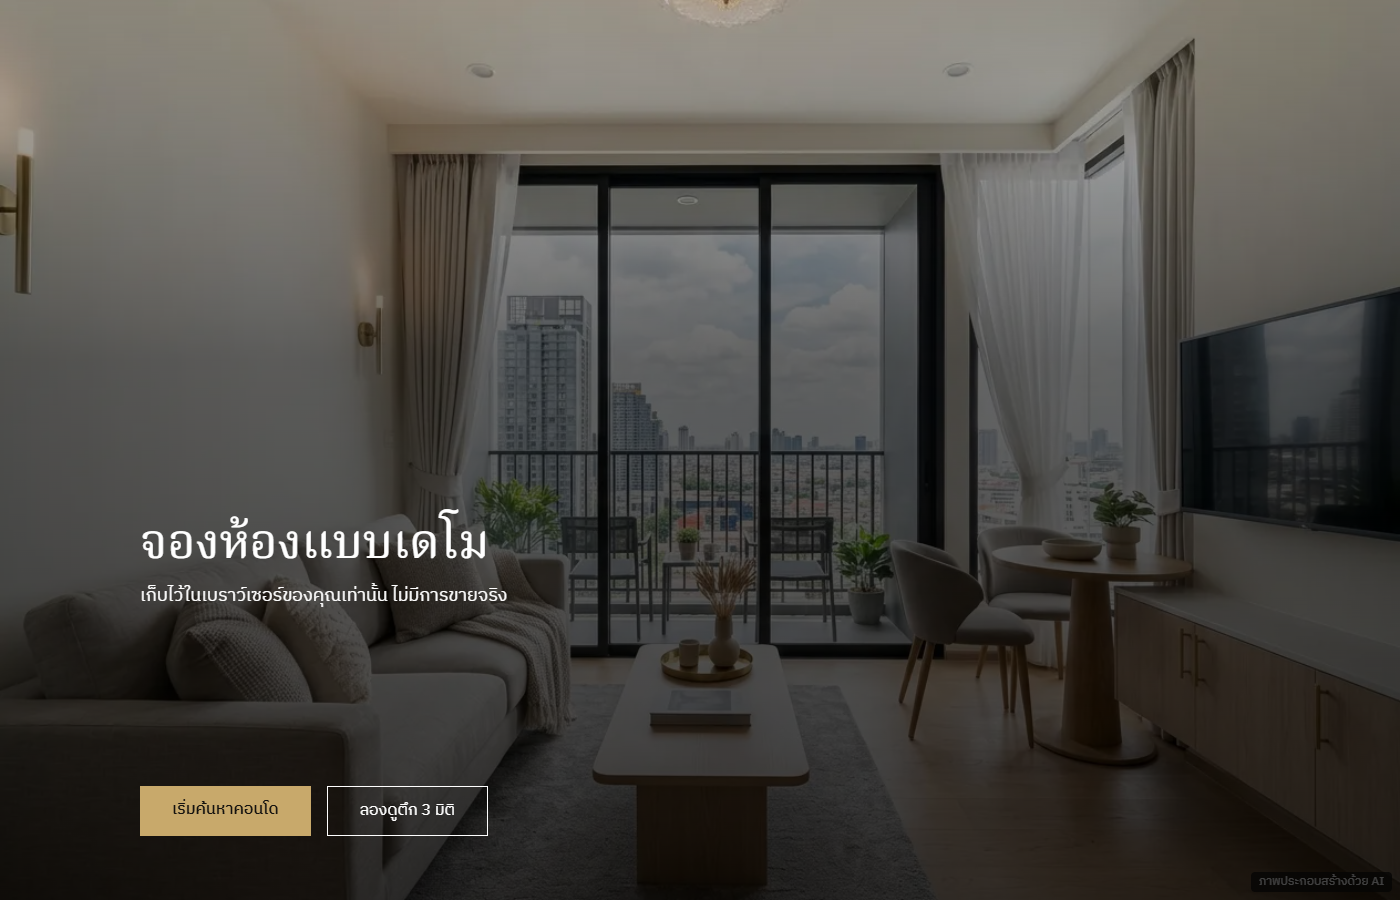 จองห้องแบบเดโม
เก็บไว้ในเบราว์เซอร์ของคุณเท่านั้น ไม่มีการขายจริง
เริ่มค้นหาคอนโด
ลองดูตึก 3 มิติ
ภาพประกอบสร้างด้วย AI